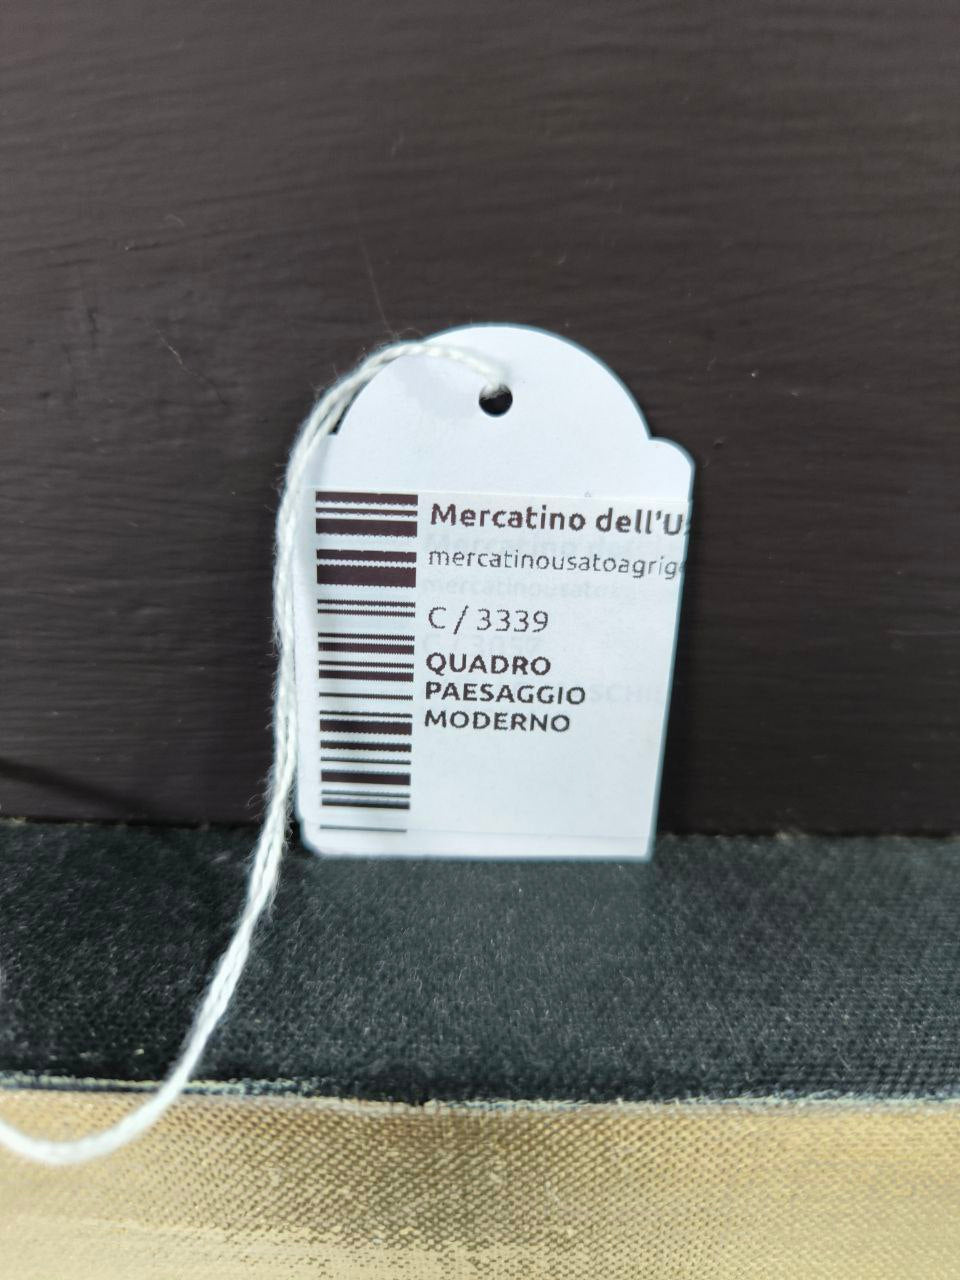 Mercatino dell'U
mercatinousatoagrig
C / 3339
QUADRO
PAESAGGIO
MODERNO